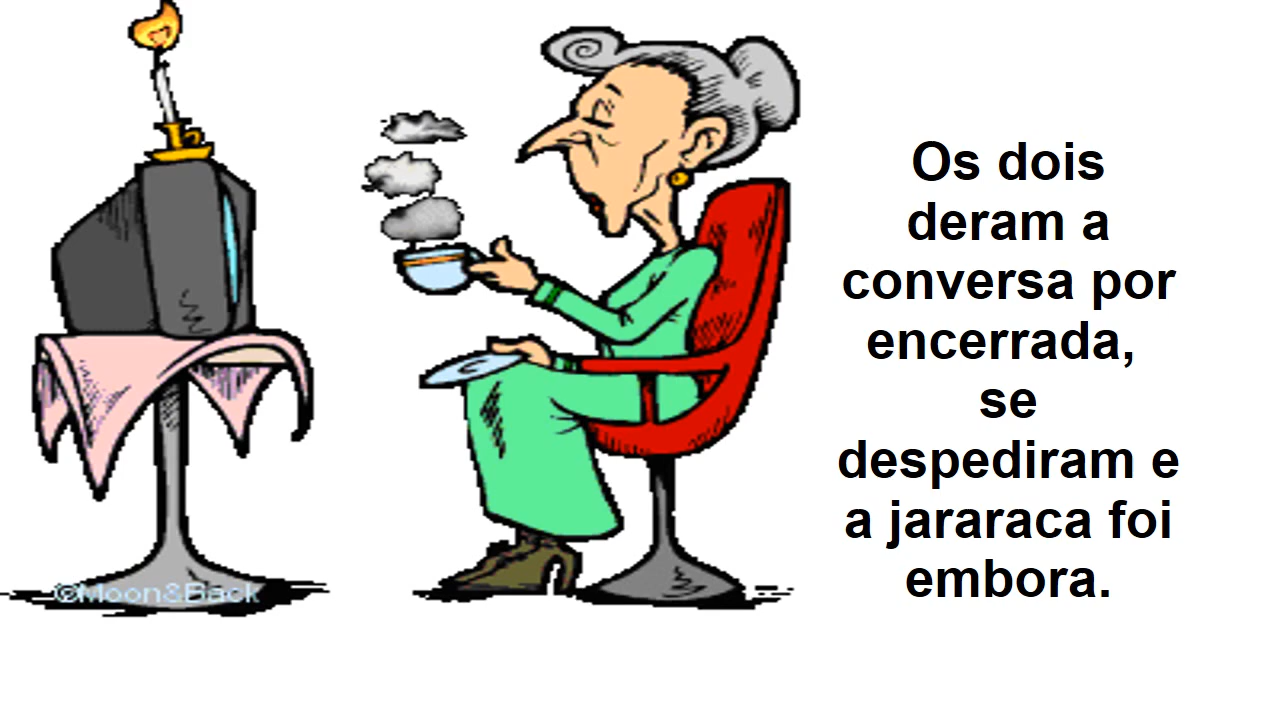 Os dois
deram a
conversa por
encerrada,
se
despediram e
a jararaca foi
embora.
©Moon&Back